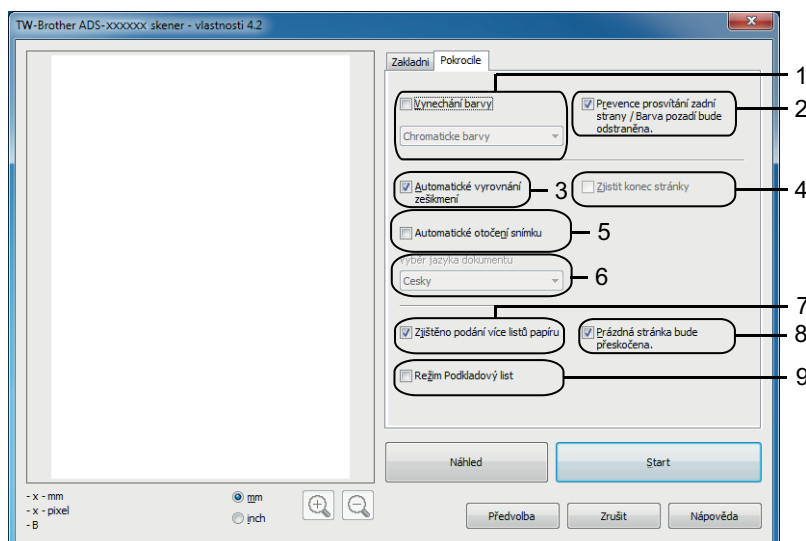 TW-Brother ADS-xxxxxx skener - vlastnosti 4.2
Zakladni
Pokrocile
1
Vynechání barvy
Chromaticke barvy
Prevence prosvítání zadní
strany / Barva pozadí bude
odstraněna.
2
Automatické vyrovnání
zešikmení
3
Zjistit konec stránky
4
Automatické otočení snímku
5
Výběr jazyka dokumentu
Cesky
6
7
Zjištěno podání více listů papíru
Prázdná stránka bude
přeskočena.
8
Režim Podkladový list
9
Náhled
Start
- x - mm
- x - pixel
- B
mm
inch
Předvolba
Zrušit
Nápověda